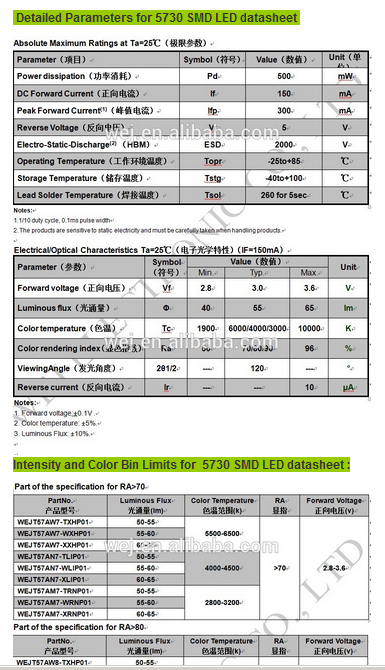 Detailed Parameters for 5730 SMD LED datasheet
Absolute Maximum Ratings at Ta=25℃（极限参数）
Parameter（项目） Symbol（符号） Value（数值） Unit（单位）
Power dissipation（功率消耗） Pd 500 mW
DC Forward Current（正向电流） If 150 mA
Peak Forward Current(1)（峰值电流） Ifp 300 mA
Reverse Voltage（反向电压） V 5 V
Electro-Static-Discharge(2)（HBM） ESD 2000 V
Operating Temperature（工作环境温度） Topr -25to+85 ℃
Storage Temperature（储存温度） Tstg -40to+100 ℃
Lead Solder Temperature（焊接温度） Tsol 260 for 5sec ℃
Notes:
1.1/10 duty cycle, 0.1ms pulse width
2. The products are sensitive to static electricity and must be carefully taken when handling products.
Electrical/Optical Characteristics Ta=25℃（电子光学特性）(IF=150mA)
Parameter（参数） Symbol（符号） Value（数值） Unit
Min. Typ. Max.
Forward voltage（正向电压） Vf 2.8 3.0 3.6 V
Luminous flux（光通量） Φ 40 55 65 lm
Color temperature（色温） Tc 1900 6000/4000/3000 10000 K
Color rendering index（显色指数） Ra 60 70/80/90 96 %
ViewingAngle（发光角度） 2θ1/2 --- 120 --- °
Reverse current（反向电流） Ir --- --- 10 μA
Notes:
1. Forward voltage:±0.1V .
2. Color temperature: ±5%.
3. Luminous Flux: ±10%.
Intensity and Color Bin Limits for 5730 SMD LED datasheet :
Part of the specification for RA>70
PartNo. Luminous Flux Color Temperature RA Forward Voltage
产品型号 光通量(lm) 色温范围(k) 显指 正向电压(v)
WEJT57AW7-TXHP01 50-55
WEJT57AW7-WXHP01 55-60 5500-6500
WEJT57AW7-XXHP01 60-65
WEJT57AN7-TLIP01 50-55
WEJT57AN7-WLIP01 55-60 4000-4500 >70 2.8-3.6
WEJT57AN7-XLIP01 60-65
WEJT57AM7-TRNP01 50-55
WEJT57AM7-WRNP01 55-60 2800-3200
WEJT57AM7-XRNP01 60-65
Part of the specification for RA>80
PartNo. Luminous Flux Color Temperature RA Forward Voltage
产品型号 光通量(lm) 色温范围(k) 显指 正向电压(v)
WEJT57AW8-TXHP01 50-55
wei.en.alibaba.com
wei.en.alibaba.com
wej.en.alibaba.com